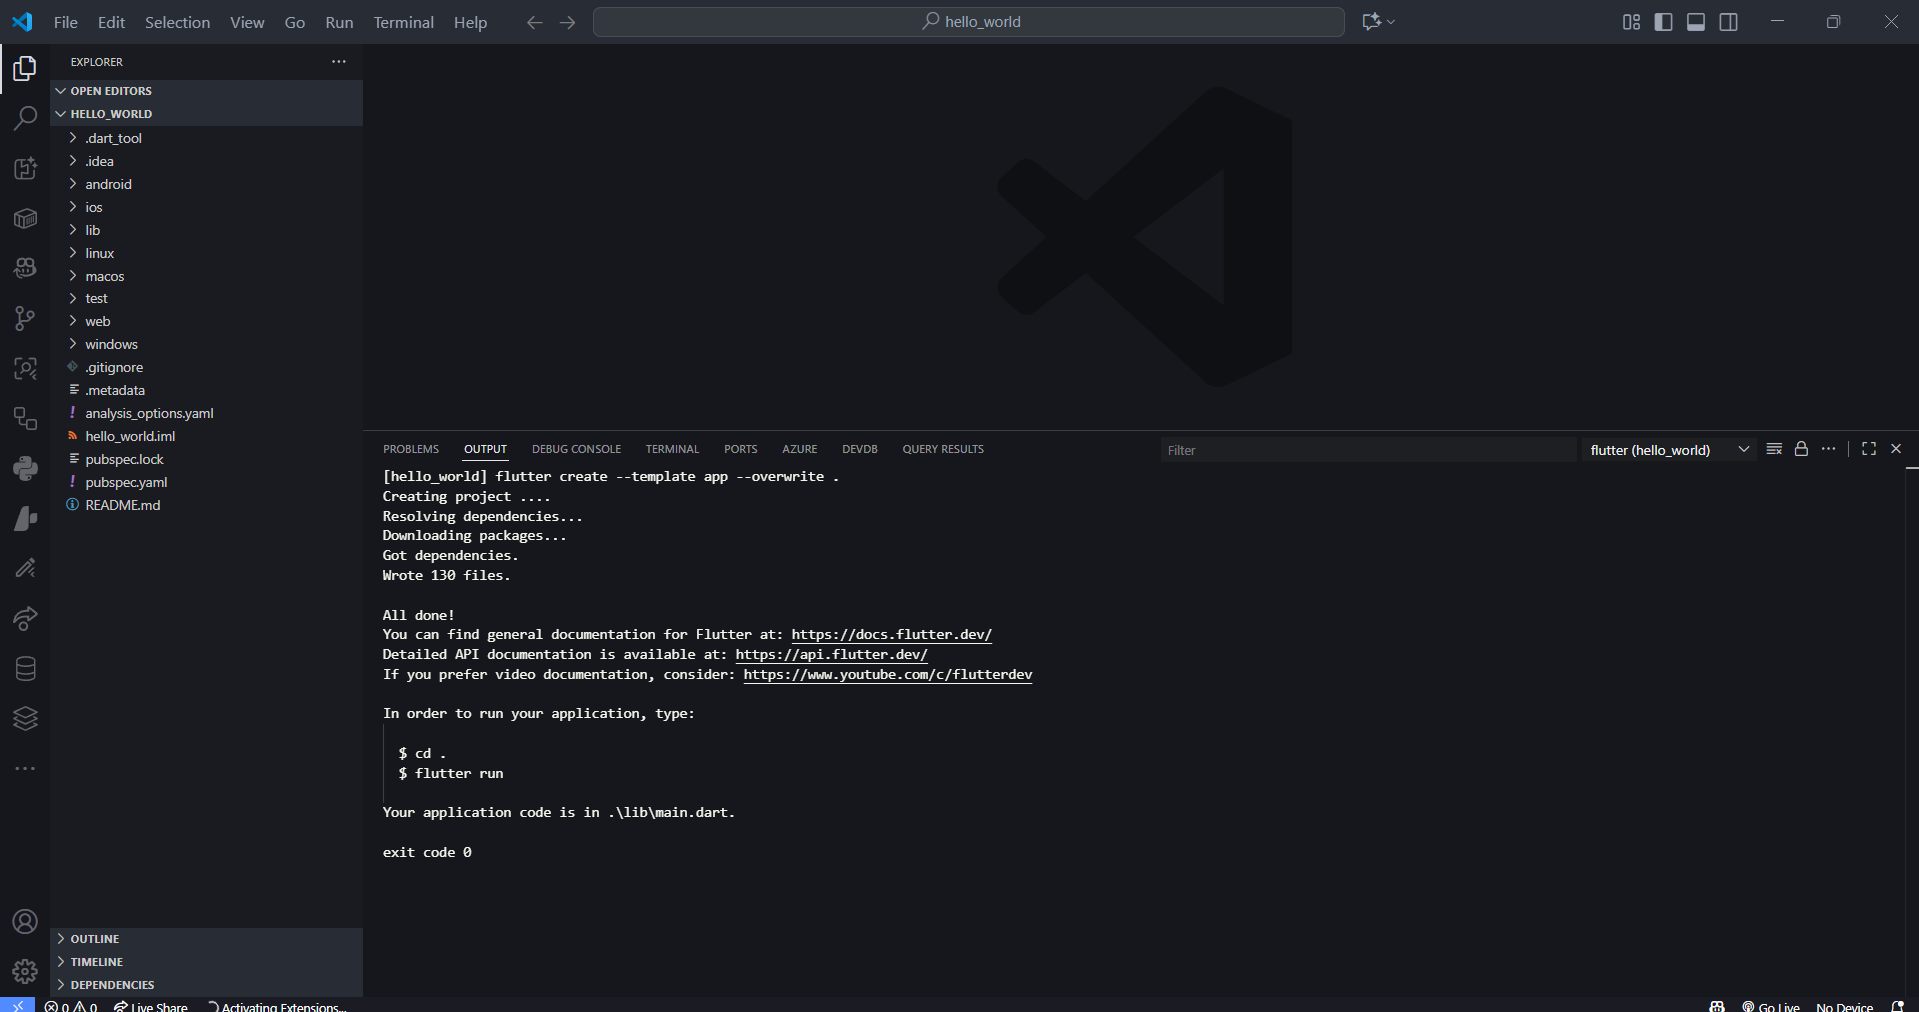 File Edit Selection View Go Run Terminal Help
hello_world
EXPLORER
OPEN EDITORS
HELLO_WORLD
.dart_tool
.idea
android
ios
lib
linux
macos
test
web
windows
.gitignore
.metadata
analysis_options.yaml
hello_world.iml
pubspec.lock
pubspec.yaml
README.md
OUTLINE
TIMELINE
DEPENDENCIES
PROBLEMS OUTPUT DEBUG CONSOLE TERMINAL PORTS AZURE DEVDB QUERY RESULTS
Filter
flutter (hello_world)
[hello_world] flutter create --template app --overwrite .
Creating project ....
Resolving dependencies...
Downloading packages...
Got dependencies.
Wrote 130 files.
All done!
You can find general documentation for Flutter at: https://docs.flutter.dev/
Detailed API documentation is available at: https://api.flutter.dev/
If you prefer video documentation, consider: https://www.youtube.com/c/flutterdev
In order to run your application, type:
$ cd .
$ flutter run
Your application code is in .\lib\main.dart.
exit code 0
0 0 Live Share Activating Extensions... Go Live No Device